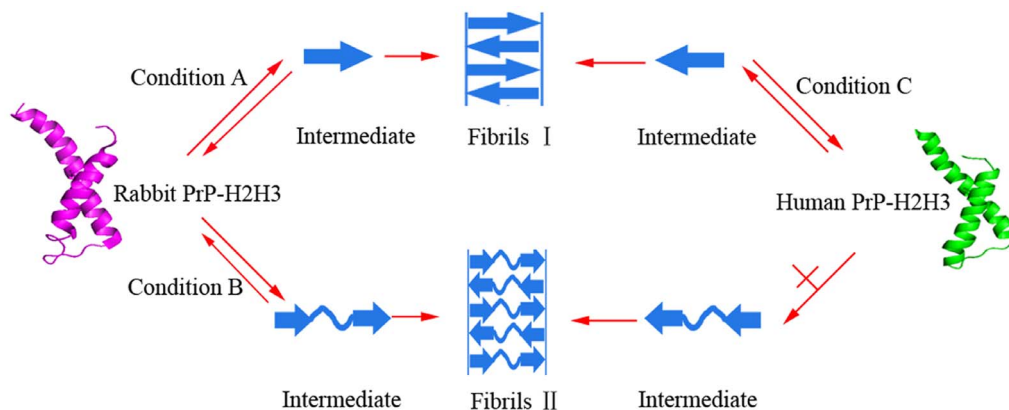 Condition A
Condition C
Intermediate
Fibrils Ⅰ
Intermediate
Rabbit PrP-H2H3
Human PrP-H2H3
Condition B
Intermediate
Fibrils Ⅱ
Intermediate